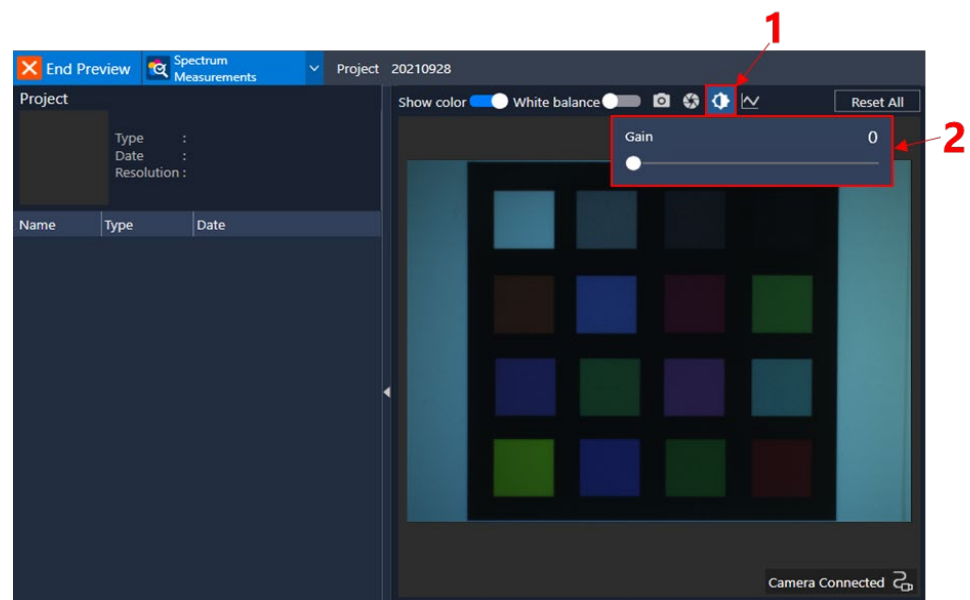 1
End Preview
Spectrum
Measurements
Project 20210928
Project
Type :
Date :
Resolution :
Name Type Date
Show color White balance Reset All
Gain 0
2
Camera Connected